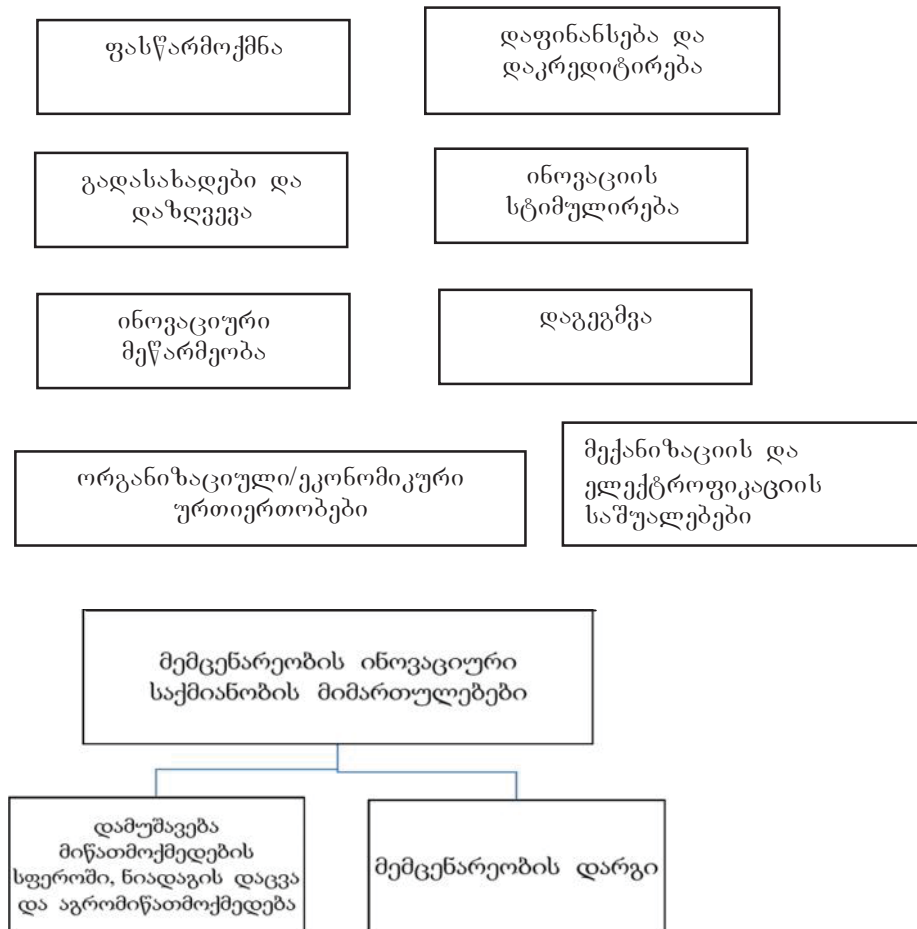 ფასწარმოქმნა
დაფინანსება და
დაკრედიტირება
გადასახადები და
დაზღვევა
ინოვაციის
სტიმულირება
ინოვაციური
მეწარმეობა
დაგეგმვა
ორგანიზაციული/ეკონომიკური
ურთიერთობები
მექანიზაციის და
ელექტროფიკაციის
საშუალებები
მემცენარეობის ინოვაციური
საქმიანობის მიმართულებები
დამუშავება
მიწათმოქმედების
სფეროში, ნიადაგის დაცვა
და აგრომიწათმოქმედება
მემცენარეობის დარგი